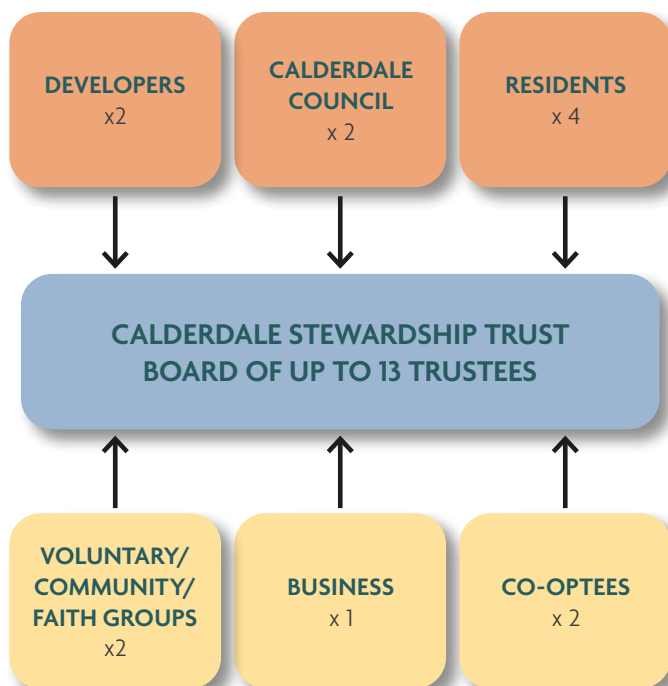 DEVELOPERS
x2
CALDERDALE
COUNCIL
x 2
RESIDENTS
x 4
CALDERDALE STEWARDSHIP TRUST
BOARD OF UP TO 13 TRUSTEES
VOLUNTARY/
COMMUNITY/
FAITH GROUPS
x2
BUSINESS
x 1
CO-OPTEES
x 2